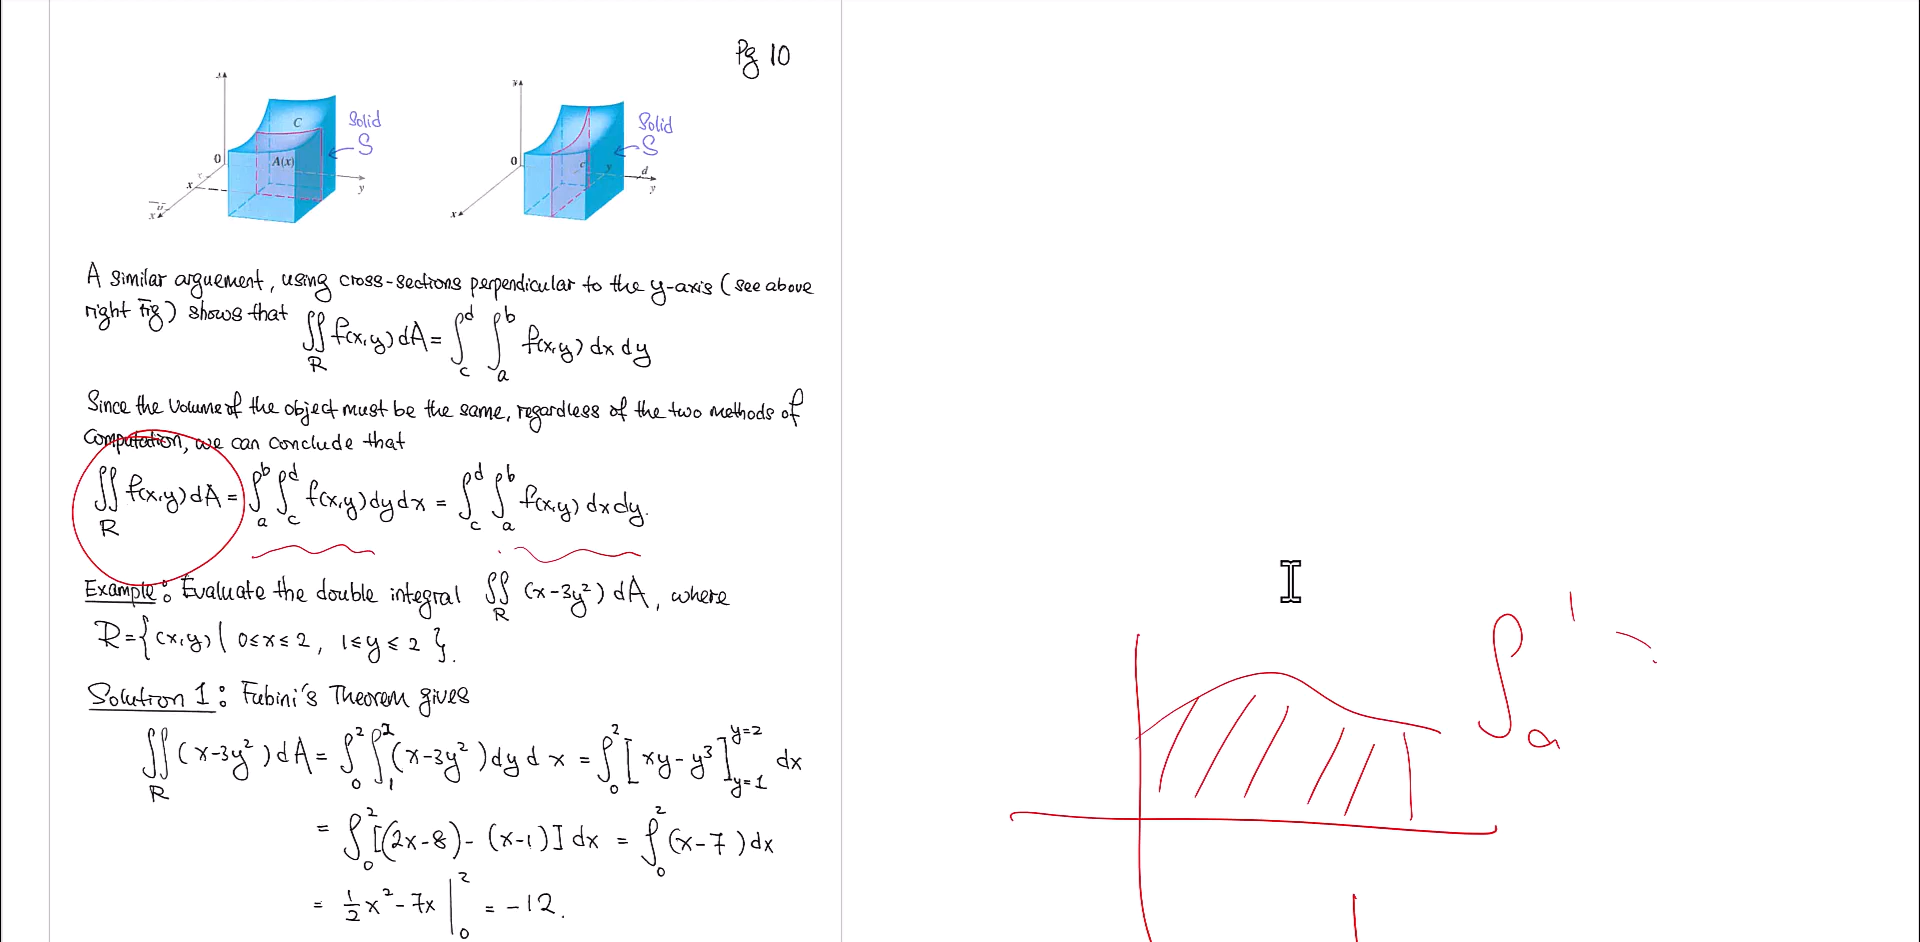 Pg 10
Solid
S
C
A(x)
0
x
y
x
Solid
S
0
c
y
d
y
x
A similar arguement, using cross-sections perpendicular to the y-axis (see above
right Fig) shows that ∬_R f(x,y) dA = ∫_c^d ∫_a^b f(x,y) dx dy
Since the volume of the object must be the same, regardless of the two methods of
computation, we can conclude that
∬_R f(x,y) dA = ∫_a^b ∫_c^d f(x,y) dy dx = ∫_c^d ∫_a^b f(x,y) dx dy.
Example: Evaluate the double integral ∬_R (x-3y²) dA, where
R = {(x,y) | 0≤x≤2, 1≤y≤2}.
Solution 1: Fubini's Theorem gives
∬_R (x-3y²) dA = ∫_0^2 ∫_1^2 (x-3y²) dy dx = ∫_0^2 [xy-y³]_{y=1}^{y=2} dx
= ∫_0^2 [(2x-8)-(x-1)] dx = ∫_0^2 (x-7) dx
= ½x²-7x |_0^2 = -12.
∫_a